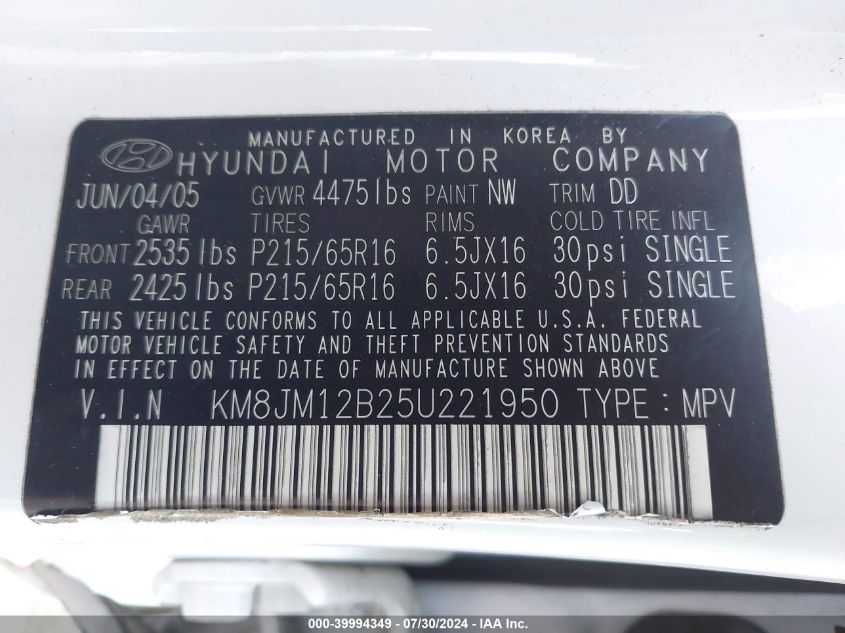 MANUFACTURED IN KOREA BY
HYUNDAI MOTOR COMPANY
JUN/04/05 GVWR 4475lbs PAINT NW TRIM DD
GAWR TIRES RIMS COLD TIRE INFL
FRONT 2535lbs P215/65R16 6.5JX16 30psi SINGLE
REAR 2425lbs P215/65R16 6.5JX16 30psi SINGLE
THIS VEHICLE CONFORMS TO ALL APPLICABLE U.S.A. FEDERAL
MOTOR VEHICLE SAFETY AND THEFT PREVENTION STANDARDS
IN EFFECT ON THE DATE OF MANUFACTURE SHOWN ABOVE.
V.I.N KM8JM12B25U221950 TYPE : MPV
000-39994349 / 07/30/2024 - IAA Inc.